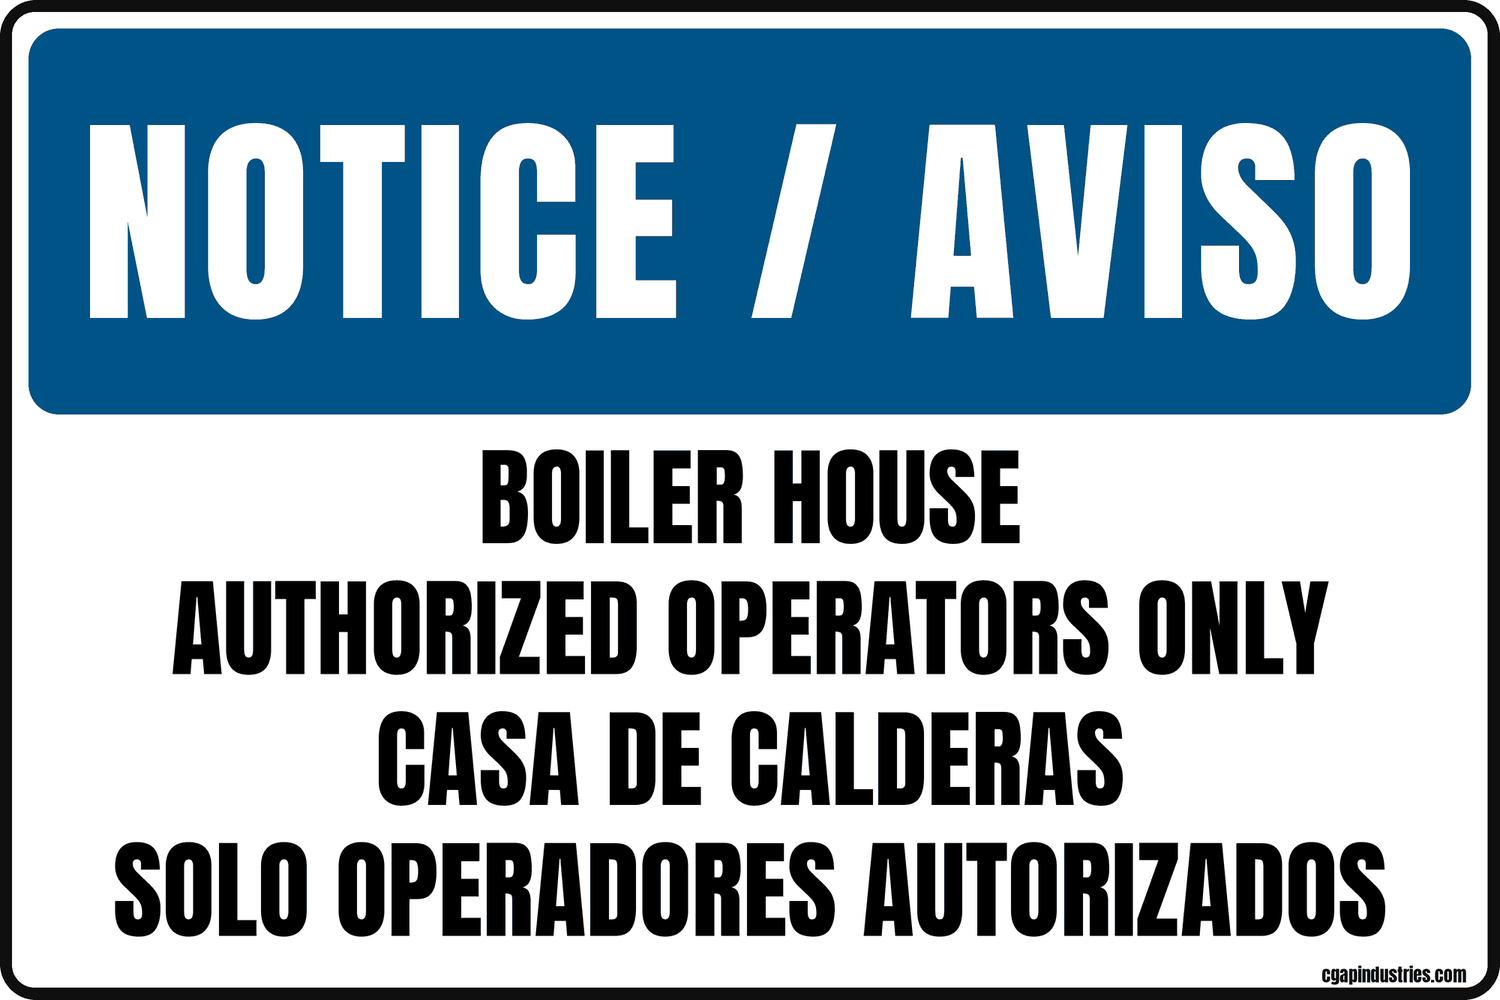 NOTICE / AVISO
BOILER HOUSE
AUTHORIZED OPERATORS ONLY
CASA DE CALDERAS
SOLO OPERADORES AUTORIZADOS
cgapindustries.com